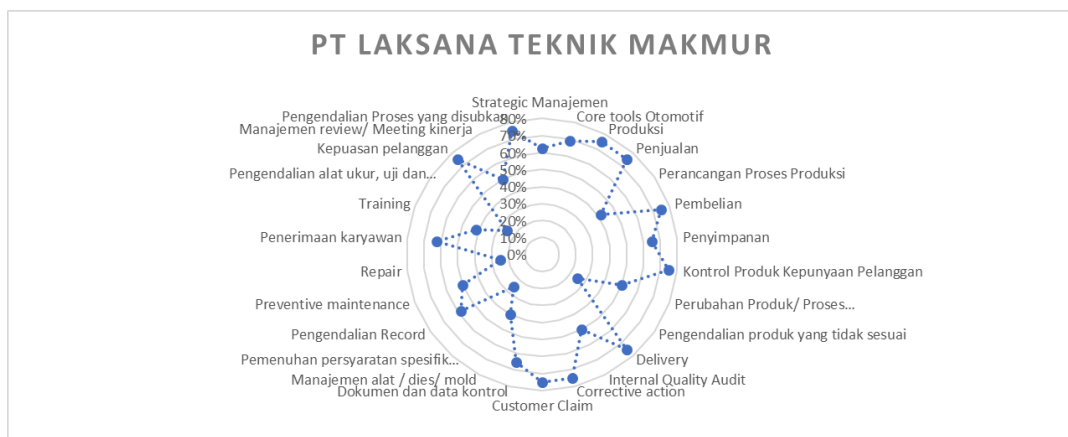 PT LAKSANA TEKNIK MAKMUR
Strategic Manajemen
Core tools Otomotif
Produksi
Penjualan
Perancangan Proses Produksi
Pembelian
Penyimpanan
Kontrol Produk Kepunyaan Pelanggan
Perubahan Produk/ Proses...
Pengendalian produk yang tidak sesuai
Delivery
Internal Quality Audit
Corrective action
Customer Claim
Dokumen dan data kontrol
Manajemen alat / dies/ mold
Pemenuhan persyaratan spesifik...
Pengendalian Record
Preventive maintenance
Repair
Penerimaan karyawan
Training
Pengendalian alat ukur, uji dan...
Kepuasan pelanggan
Manajemen review/ Meeting kinerja
Pengendalian Proses yang disubkan
80%
70%
60%
50%
40%
30%
20%
10%
0%